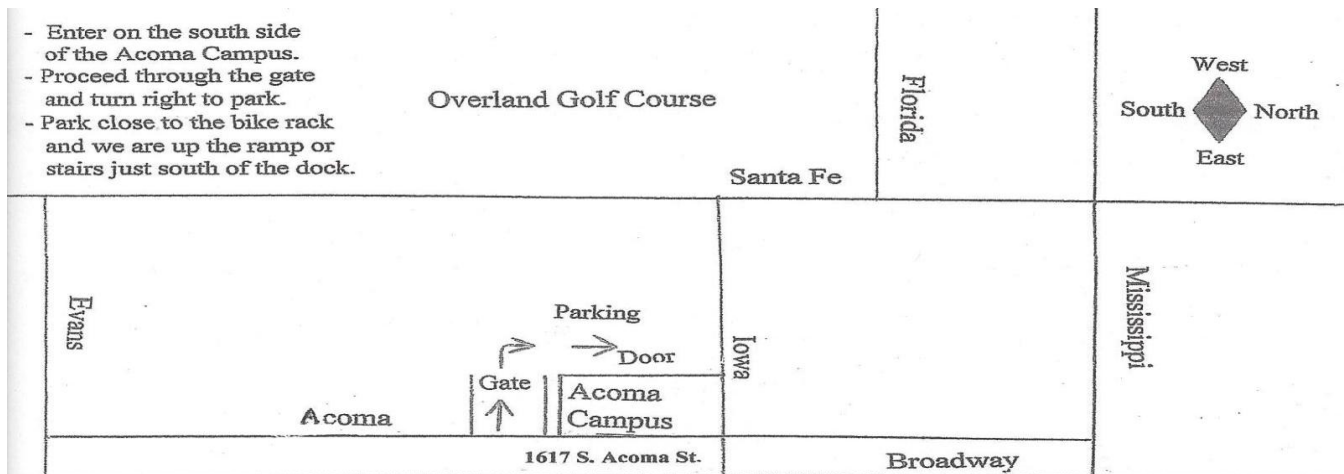 - Enter on the south side
of the Acoma Campus.
- Proceed through the gate
and turn right to park.
- Park close to the bike rack
and we are up the ramp or
stairs just south of the dock.
Overland Golf Course
Florida
West
South
North
East
Santa Fe
Evans
Parking
Door
Iowa
Mississippi
Gate
Acoma
Acoma
Campus
1617 S. Acoma St.
Broadway